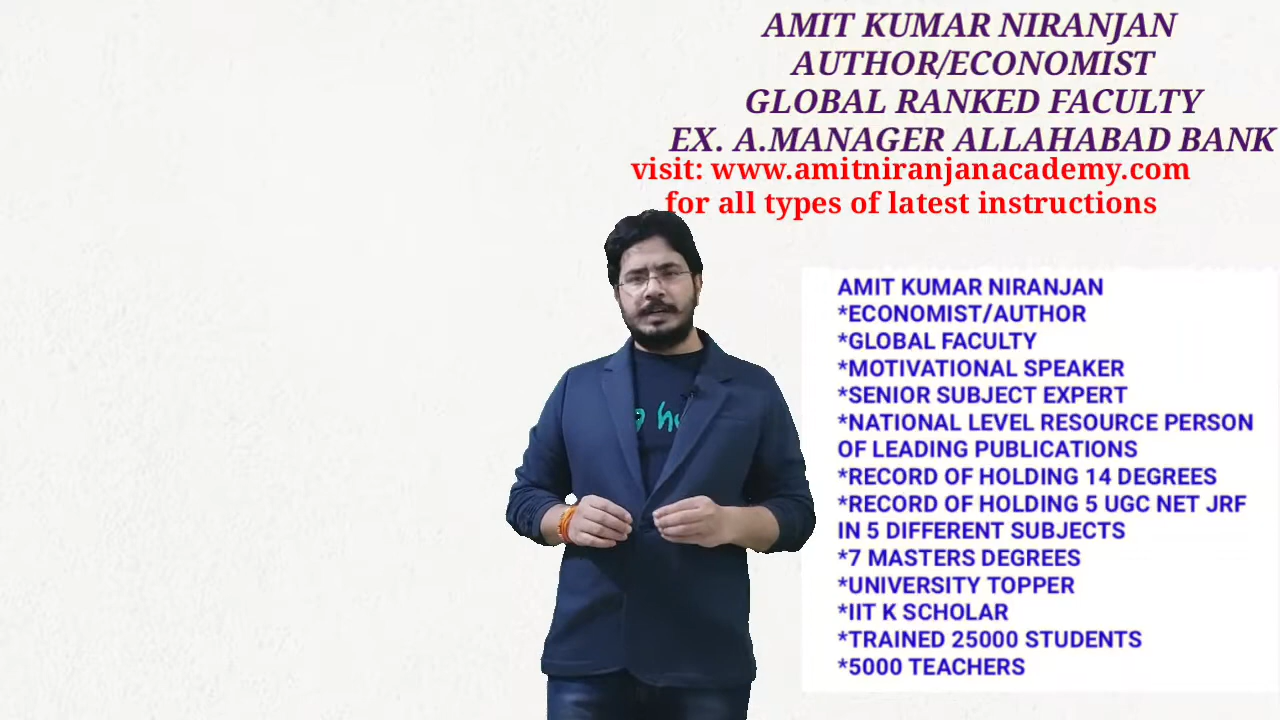 AMIT KUMAR NIRANJAN
AUTHOR/ECONOMIST
GLOBAL RANKED FACULTY
EX. A.MANAGER ALLAHABAD BANK
visit: www.amitniranjanacademy.com
for all types of latest instructions
AMIT KUMAR NIRANJAN
*ECONOMIST/AUTHOR
*GLOBAL FACULTY
*MOTIVATIONAL SPEAKER
*SENIOR SUBJECT EXPERT
*NATIONAL LEVEL RESOURCE PERSON
OF LEADING PUBLICATIONS
*RECORD OF HOLDING 14 DEGREES
*RECORD OF HOLDING 5 UGC NET JRF
IN 5 DIFFERENT SUBJECTS
*7 MASTERS DEGREES
*UNIVERSITY TOPPER
*IIT K SCHOLAR
*TRAINED 25000 STUDENTS
*5000 TEACHERS